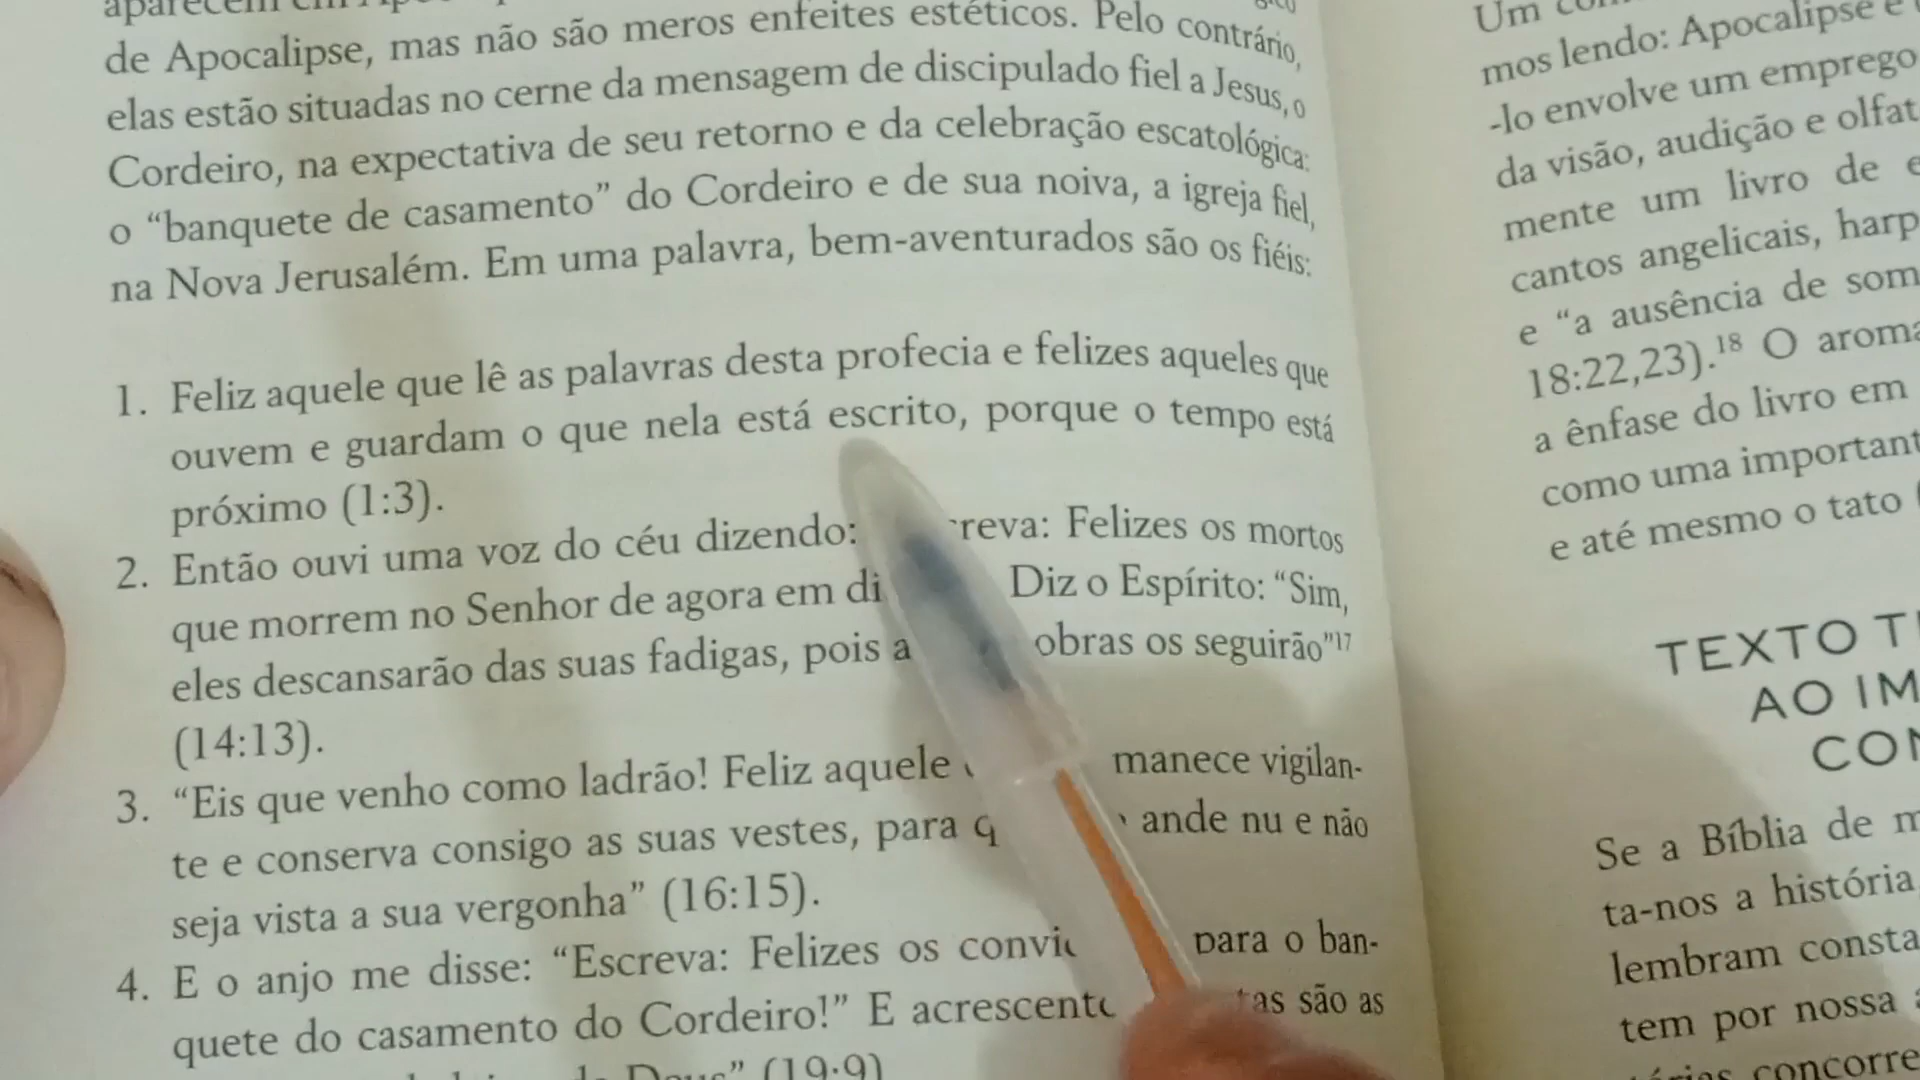 de Apocalipse, mas não são meros enfeites estéticos. Pelo contrário,
elas estão situadas no cerne da mensagem de discipulado fiel a Jesus, o
Cordeiro, na expectativa de seu retorno e da celebração escatológica:
o “banquete de casamento” do Cordeiro e de sua noiva, a igreja fiel,
na Nova Jerusalém. Em uma palavra, bem-aventurados são os fiéis:
1. Feliz aquele que lê as palavras desta profecia e felizes aqueles que
ouvem e guardam o que nela está escrito, porque o tempo está
próximo (1:3).
2. Então ouvi uma voz do céu dizendo: reva: Felizes os mortos
que morrem no Senhor de agora em di Diz o Espírito: “Sim,
eles descansarão das suas fadigas, pois a obras os seguirão”17
(14:13).
3. “Eis que venho como ladrão! Feliz aquele manece vigilan-
te e conserva consigo as suas vestes, para q ande nu e não
seja vista a sua vergonha” (16:15).
4. E o anjo me disse: “Escreva: Felizes os convi para o ban-
quete do casamento do Cordeiro!” E acrescent tas são as
Deus” (19:9)
Um
mos lendo: Apocalipse e
-lo envolve um emprego
da visão, audição e olfat
mente um livro de e
cantos angelicais, harp
e “a ausência de som
18:22,23).18 O aroma
a ênfase do livro em
como uma important
e até mesmo o tato
TEXTO T
AO IM
CON
Se a Bíblia de m
ta-nos a história
lembram consta
tem por nossa
concorre